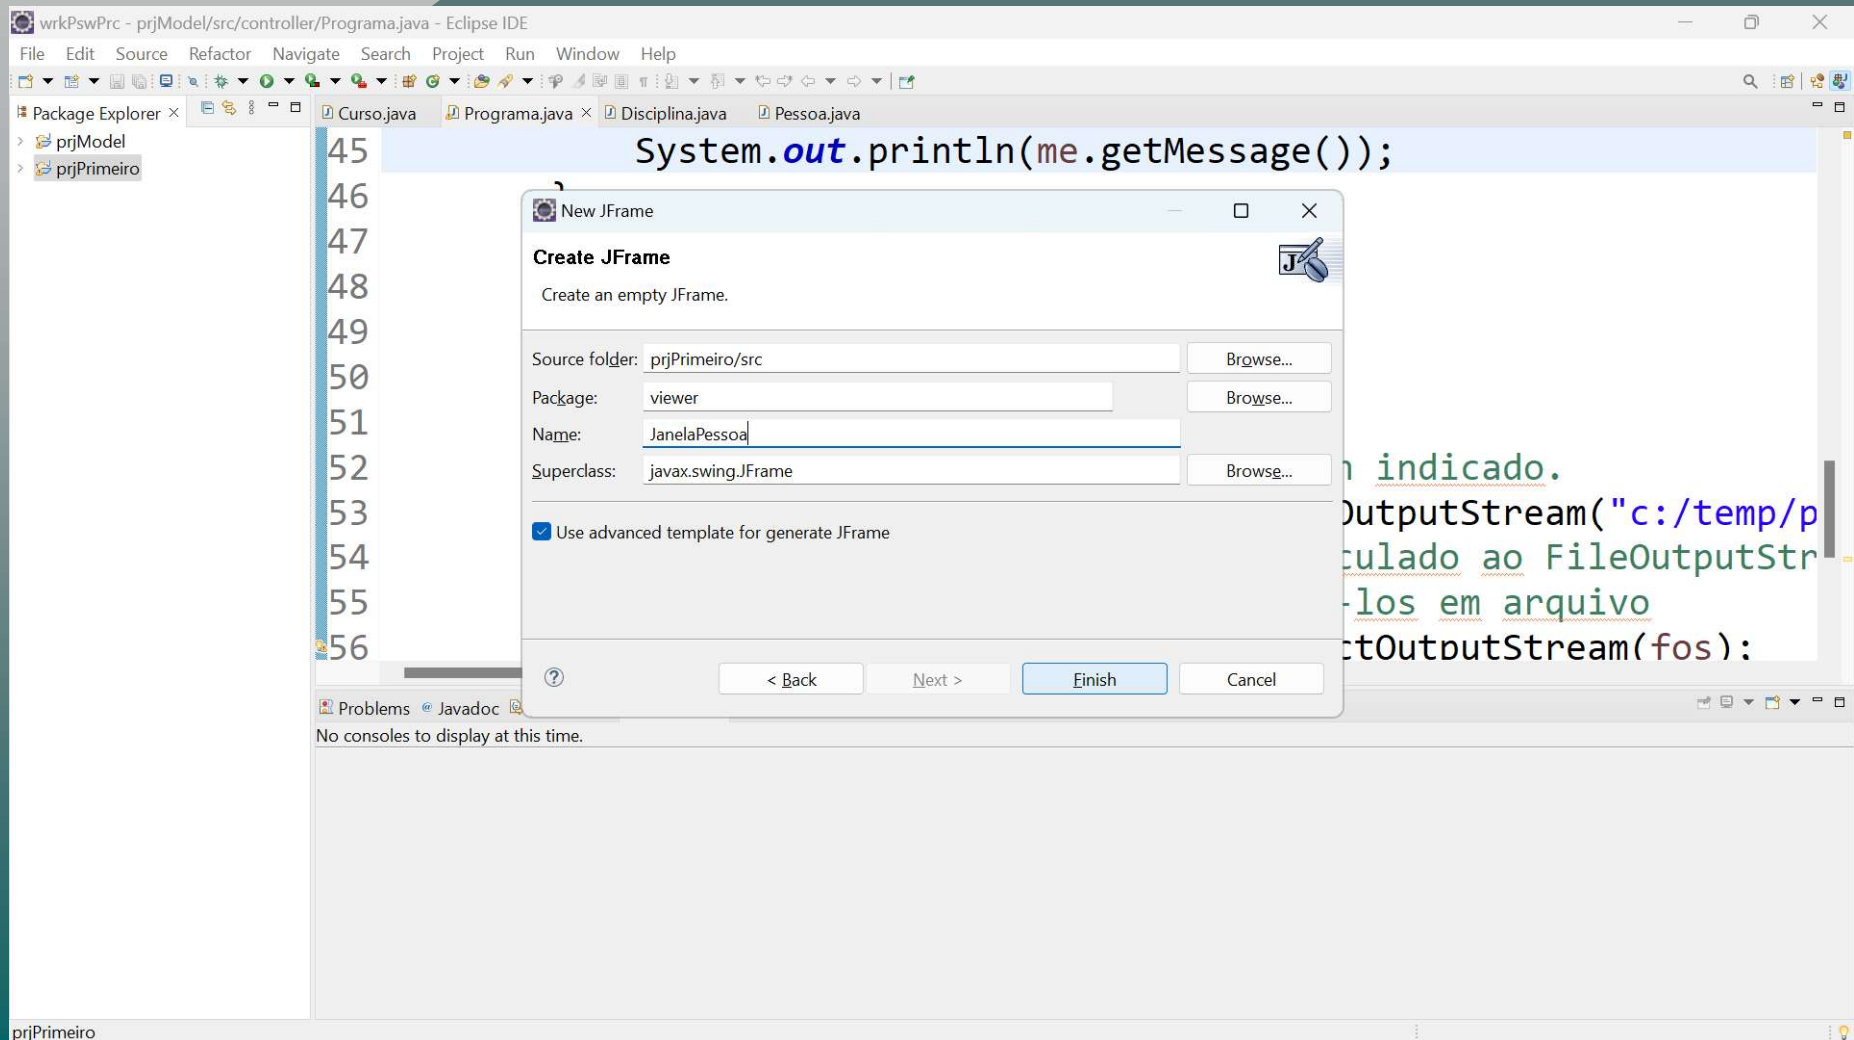 wrkPswPrc - prjModel/src/controller/Programa.java - Eclipse IDE
File Edit Source Refactor Navigate Search Project Run Window Help
Package Explorer
prjModel
prjPrimeiro
Curso.java Programa.java Disciplina.java Pessoa.java
45 System.out.println(me.getMessage());
46 }
47
48
49
50
51
52 indicado.
53 OutputStream("c:/temp/p
54 culado ao FileOutputStr
55 -los em arquivo
56 ctOutputStream(fos);
New JFrame
Create JFrame
Create an empty JFrame.
Source folder: prjPrimeiro/src Browse...
Package: viewer Browse...
Name: JanelaPessoa
Superclass: javax.swing.JFrame Browse...
Use advanced template for generate JFrame
< Back Next > Finish Cancel
Problems Javadoc
No consoles to display at this time.
prjPrimeiro